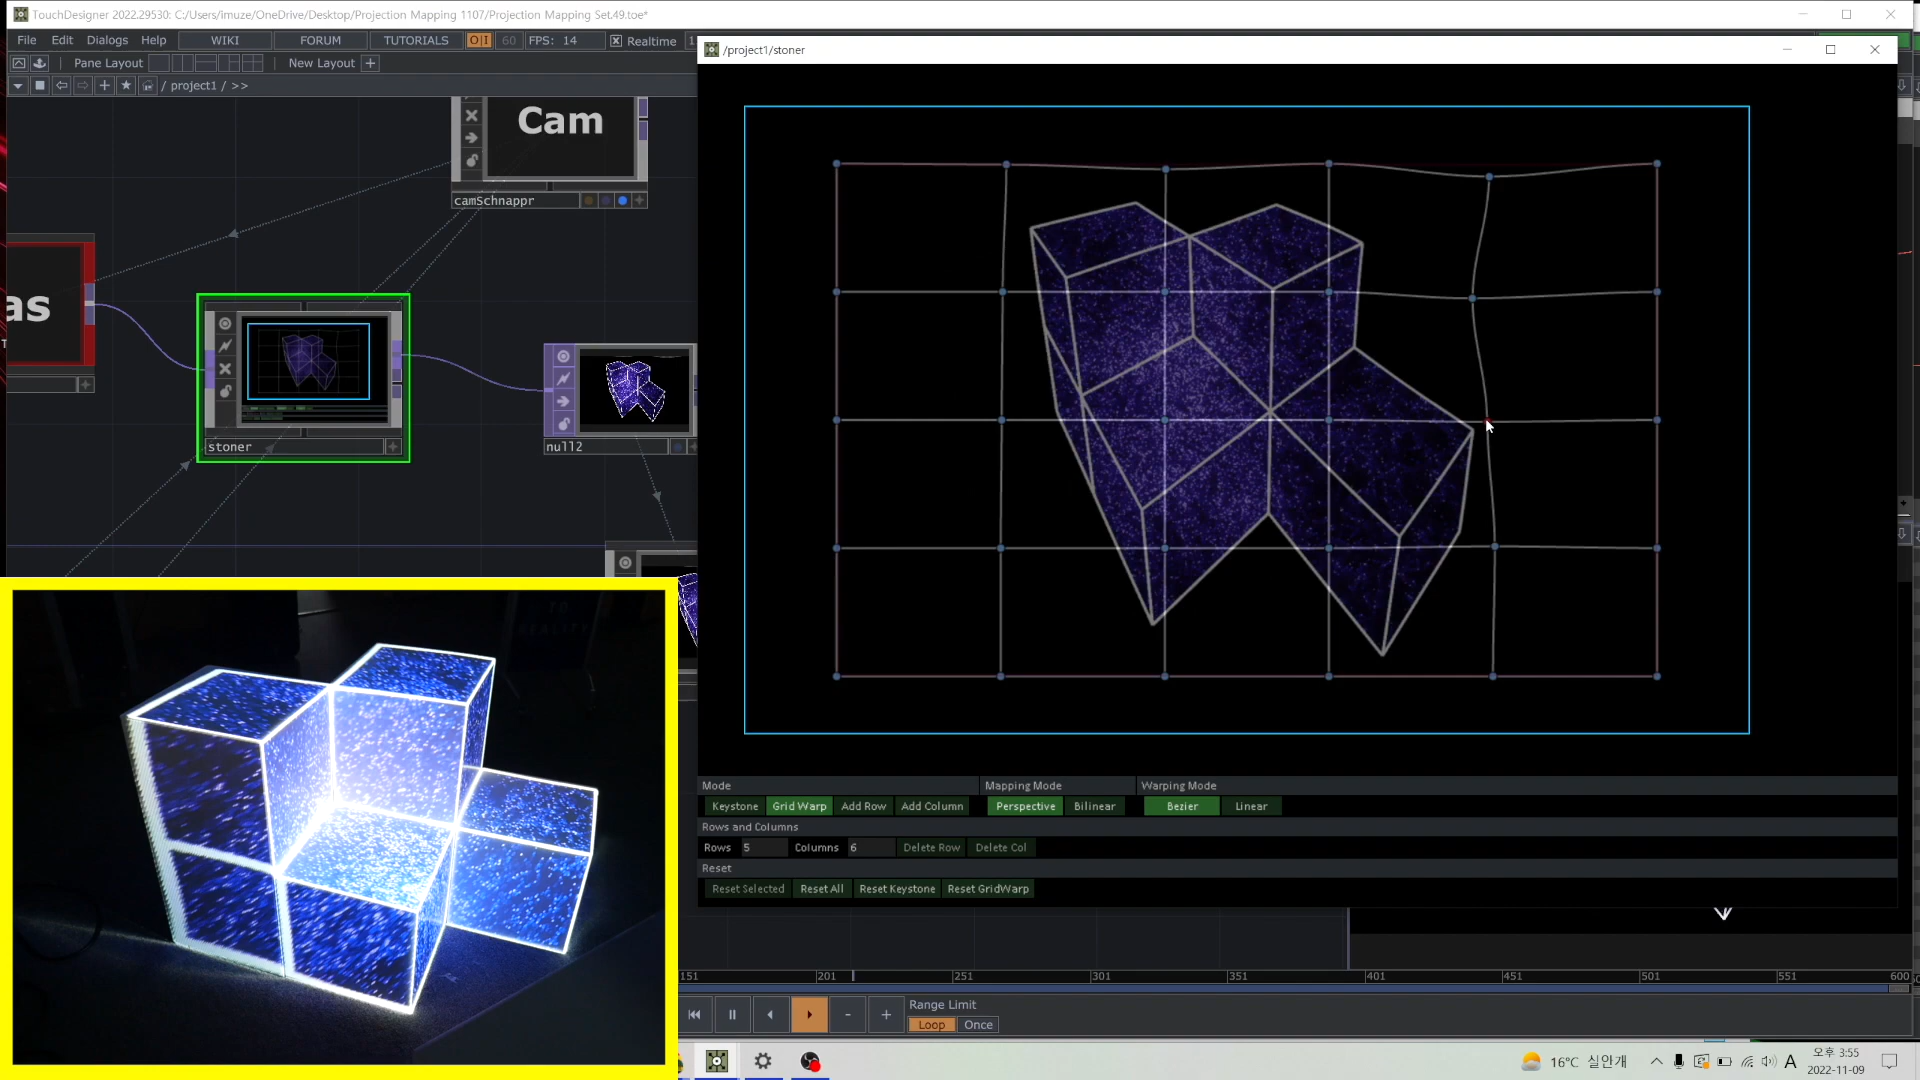 TouchDesigner 2022.29530: C:/Users/imuze/OneDrive/Desktop/Projection Mapping 1107/Projection Mapping Set.49.toe*
File Edit Dialogs Help WIKI FORUM TUTORIALS O|I 60 FPS: 14 Realtime
/project1/stoner
Pane Layout New Layout +
/ project1 / >>
Cam
camSchnappr
as
stoner
null2
TO
REALITY
Mode Mapping Mode Warping Mode
Keystone Grid Warp Add Row Add Column Perspective Bilinear Bezier Linear
Rows and Columns
Rows 5 Columns 6 Delete Row Delete Col
Reset
Reset Selected Reset All Reset Keystone Reset GridWarp
151 201 251 301 351 401 451 501 551 600
Range Limit
Loop Once
16°C 실안개 A 오후 3:55
2022-11-09